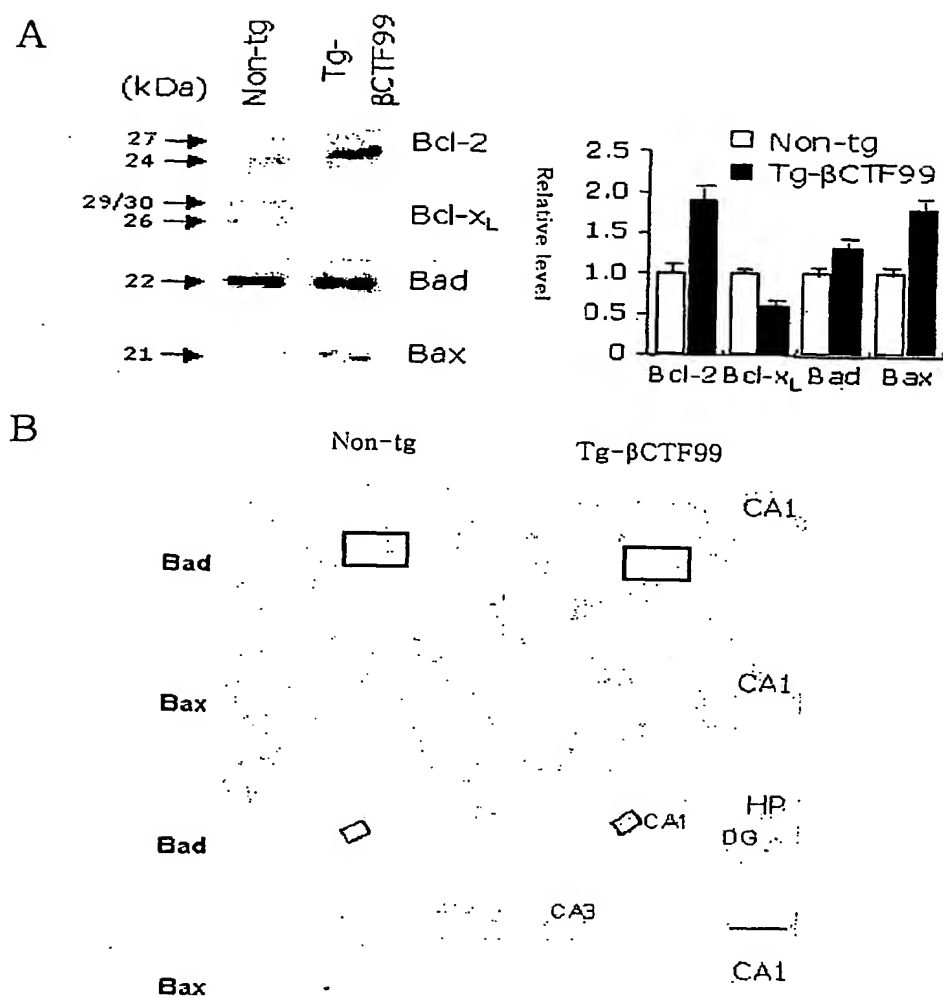 A
(kDa)
Non-tg
Tg-
βCTF99
27
24
Bcl-2
29/30
26
Bcl-xL
22
Bad
21
Bax
Relative level
2.5
2.0
1.5
1.0
0.5
0
Non-tg
Tg-βCTF99
Bcl-2 Bcl-xL Bad Bax
B
Non-tg Tg-βCTF99
CA1
Bad
CA1
Bax
HP
CA1
DG
Bad
CA3
CA1
Bax